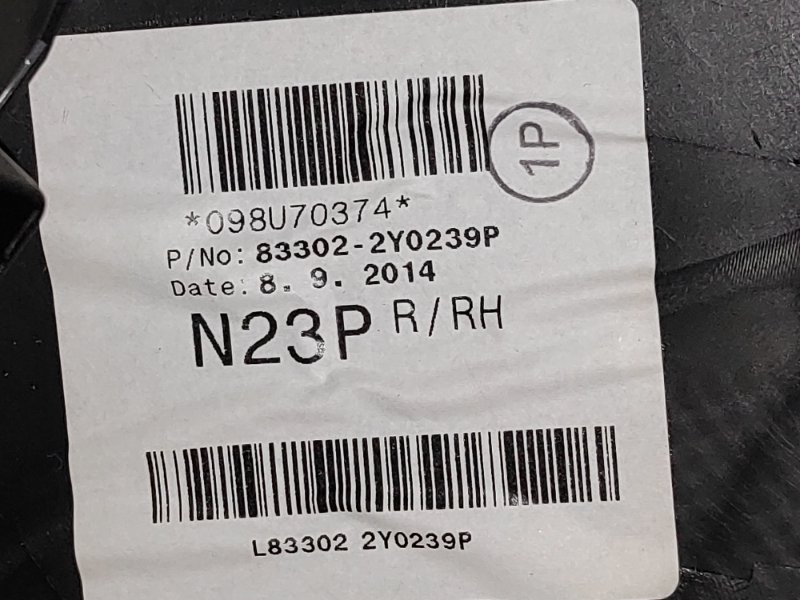 1P
*098U70374*
P/No: 83302-2Y0239P
Date: 8. 9. 2014
N23P R/RH
L83302 2Y0239P